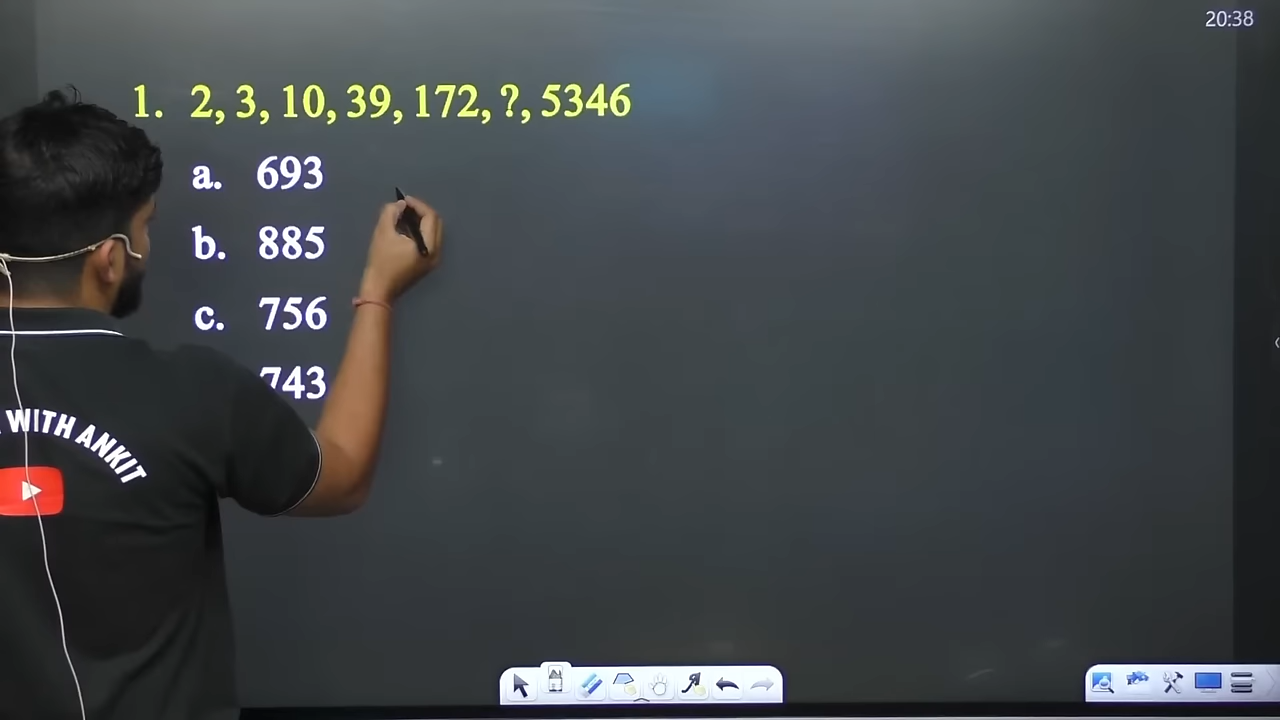 20:38
1. 2, 3, 10, 39, 172, ?, 5346
a. 693
b. 885
c. 756
743
WITH ANKIT